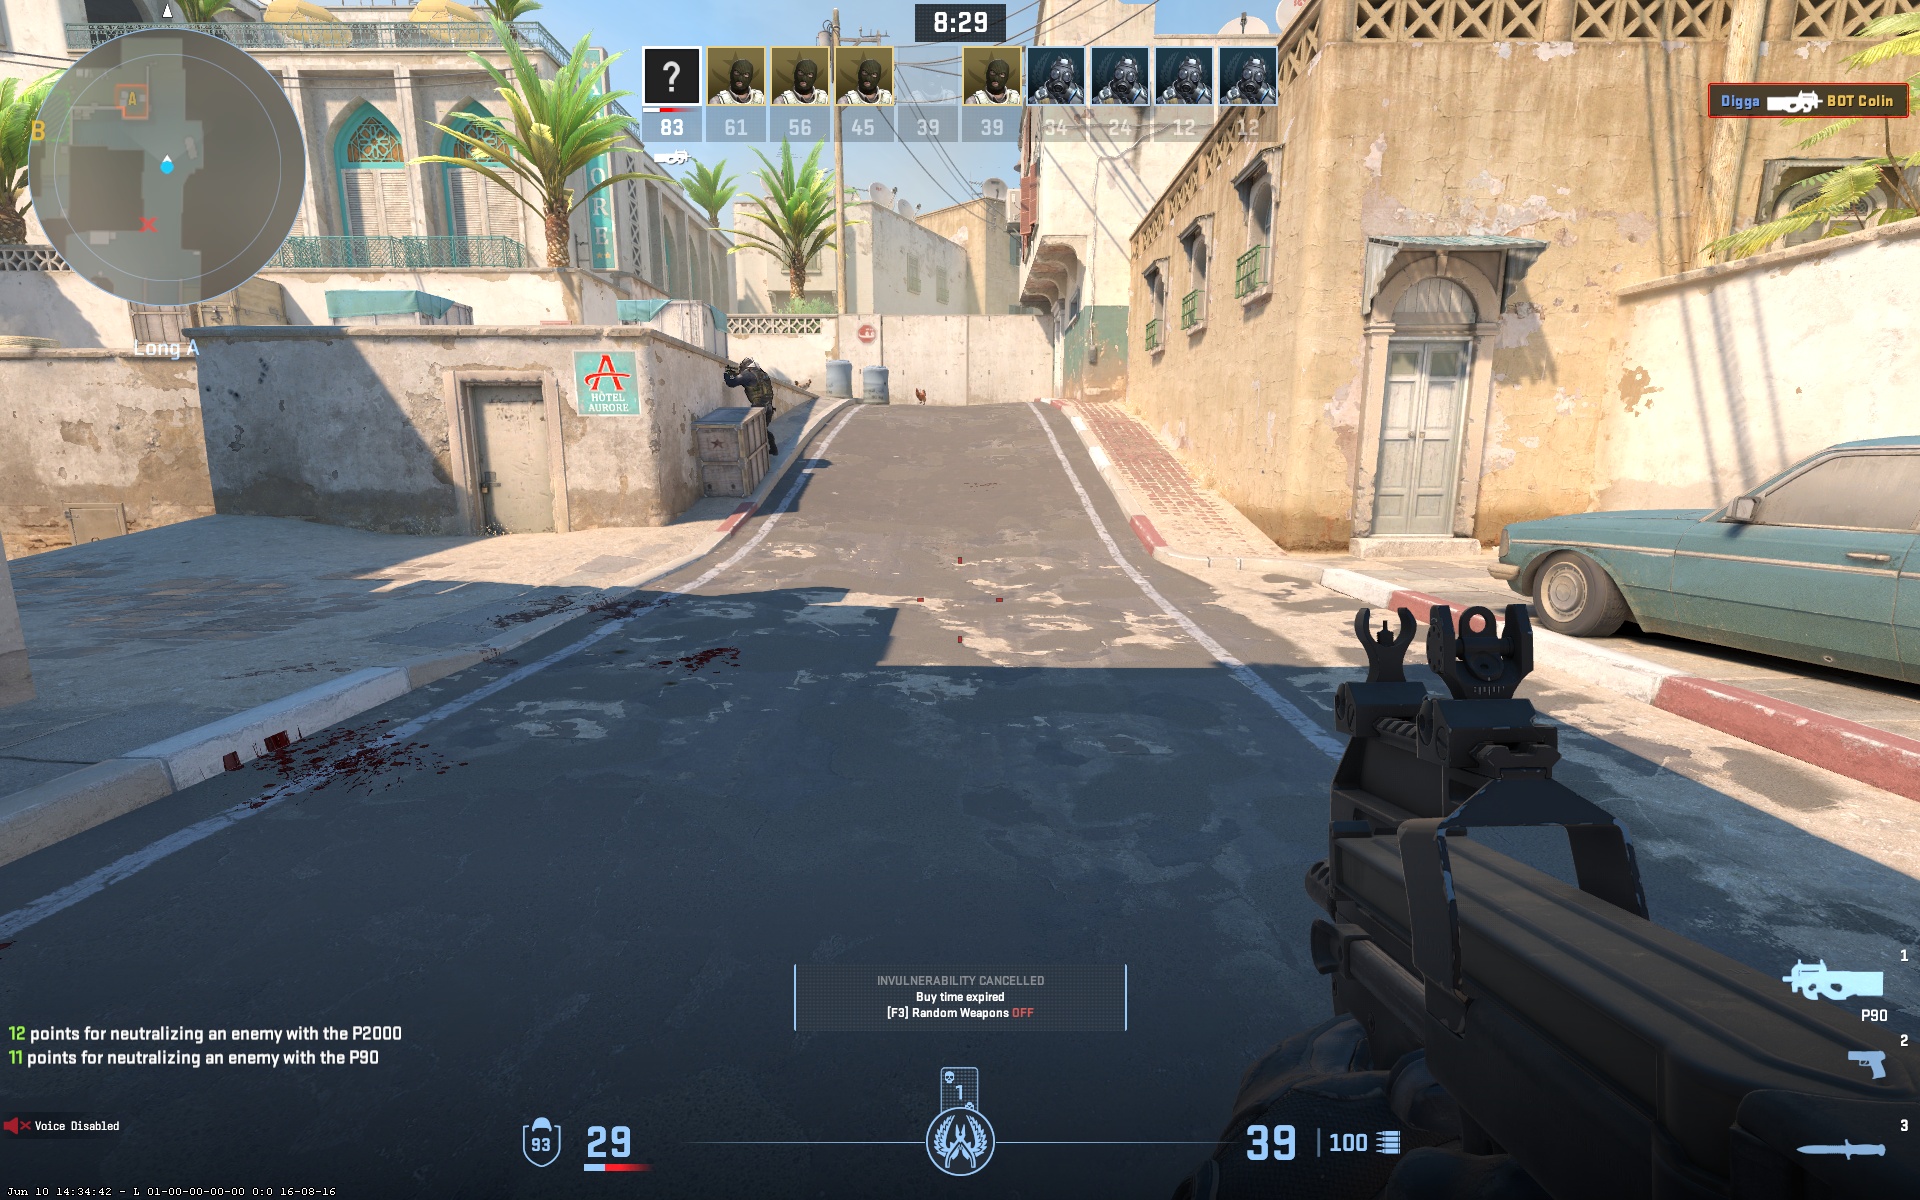 8:29
?
83 61 56 45 39 39 34 24 12 12
Digga BOT Colin
A
B
Long A
A
HÔTEL
AURORE
INVULNERABILITY CANCELLED
Buy time expired
[F3] Random Weapons OFF
12 points for neutralizing an enemy with the P2000
11 points for neutralizing an enemy with the P90
Voice Disabled
93 29
1
39 | 100
1
P90
2
3
Jun 10 14:34:42 - L 01-00-00-00-00 0:0 16-08-16